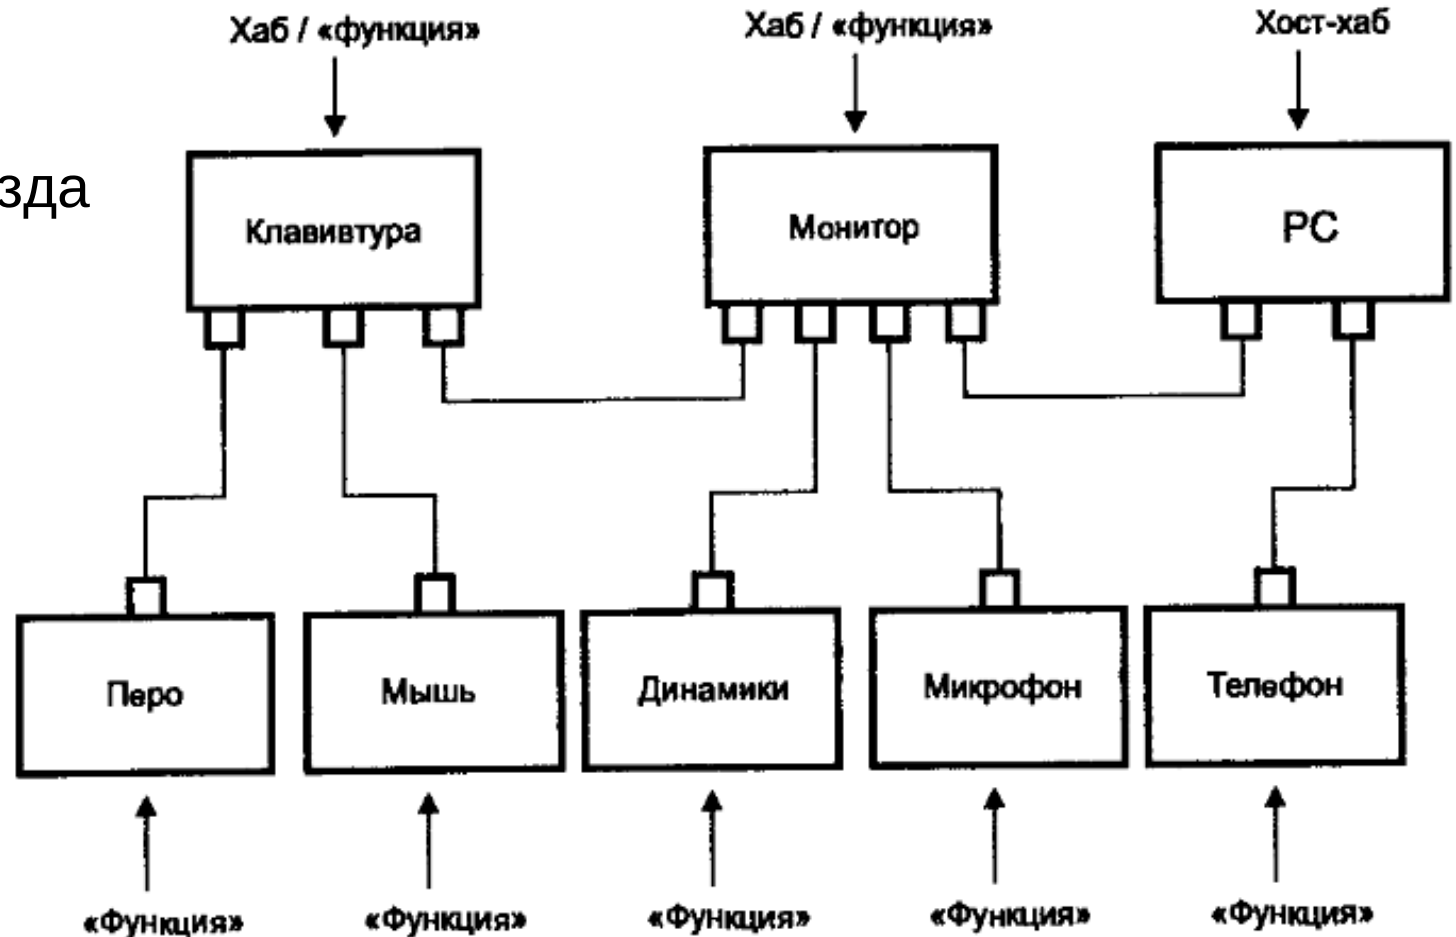 Хаб / «функция»
Хаб / «функция»
Хост-хаб
зда
Клавивтура
Монитор
PC
Перо
Мышь
Динамики
Микрофон
Телефон
«Функция»
«Функция»
«Функция»
«Функция»
«Функция»